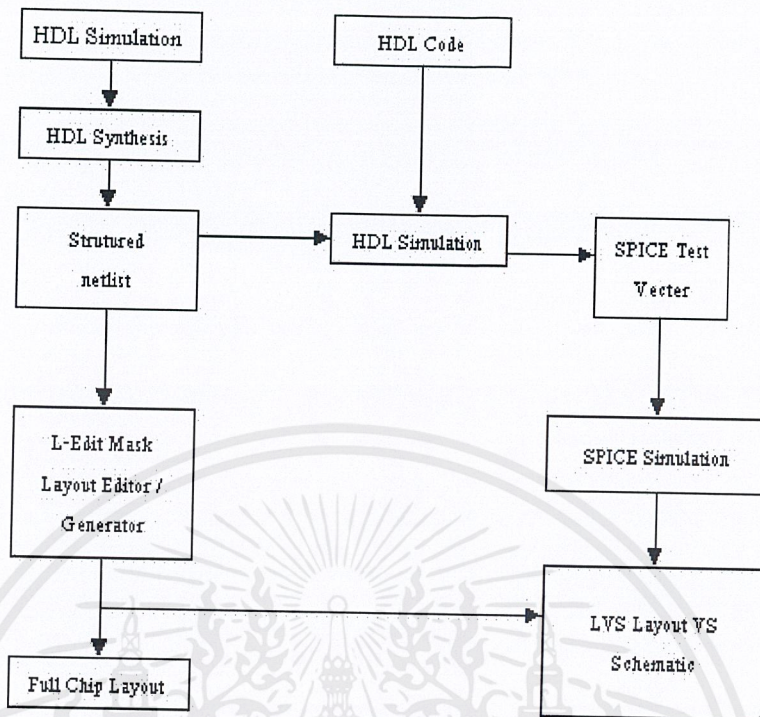 HDL Simulation
HDL Code
HDL Synthesis
Strutured
netlist
HDL Simulation
SPICE Test
Vecter
L-Edit Mask
Layout Editor /
Generator
SPICE Simulation
LVS Layout VS
Schematic
Full Chip Layout